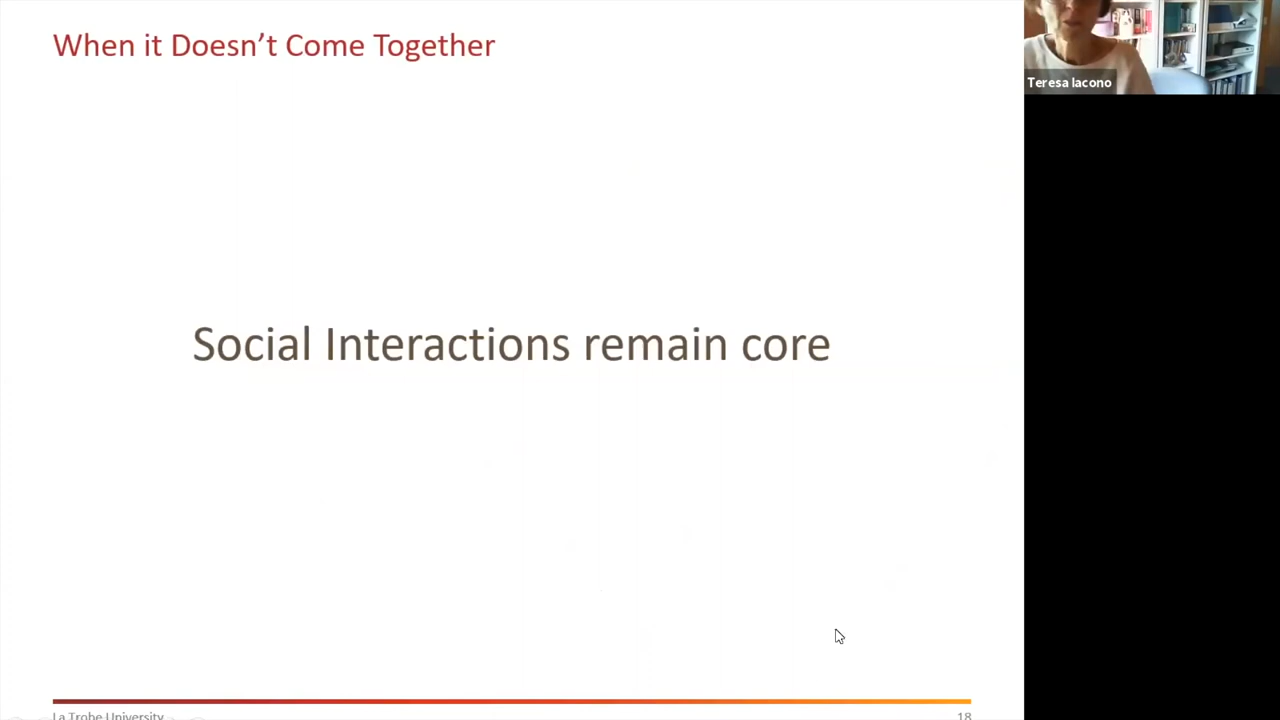 When it Doesn’t Come Together
Teresa Iacono
Social Interactions remain core
La Trobe University
18